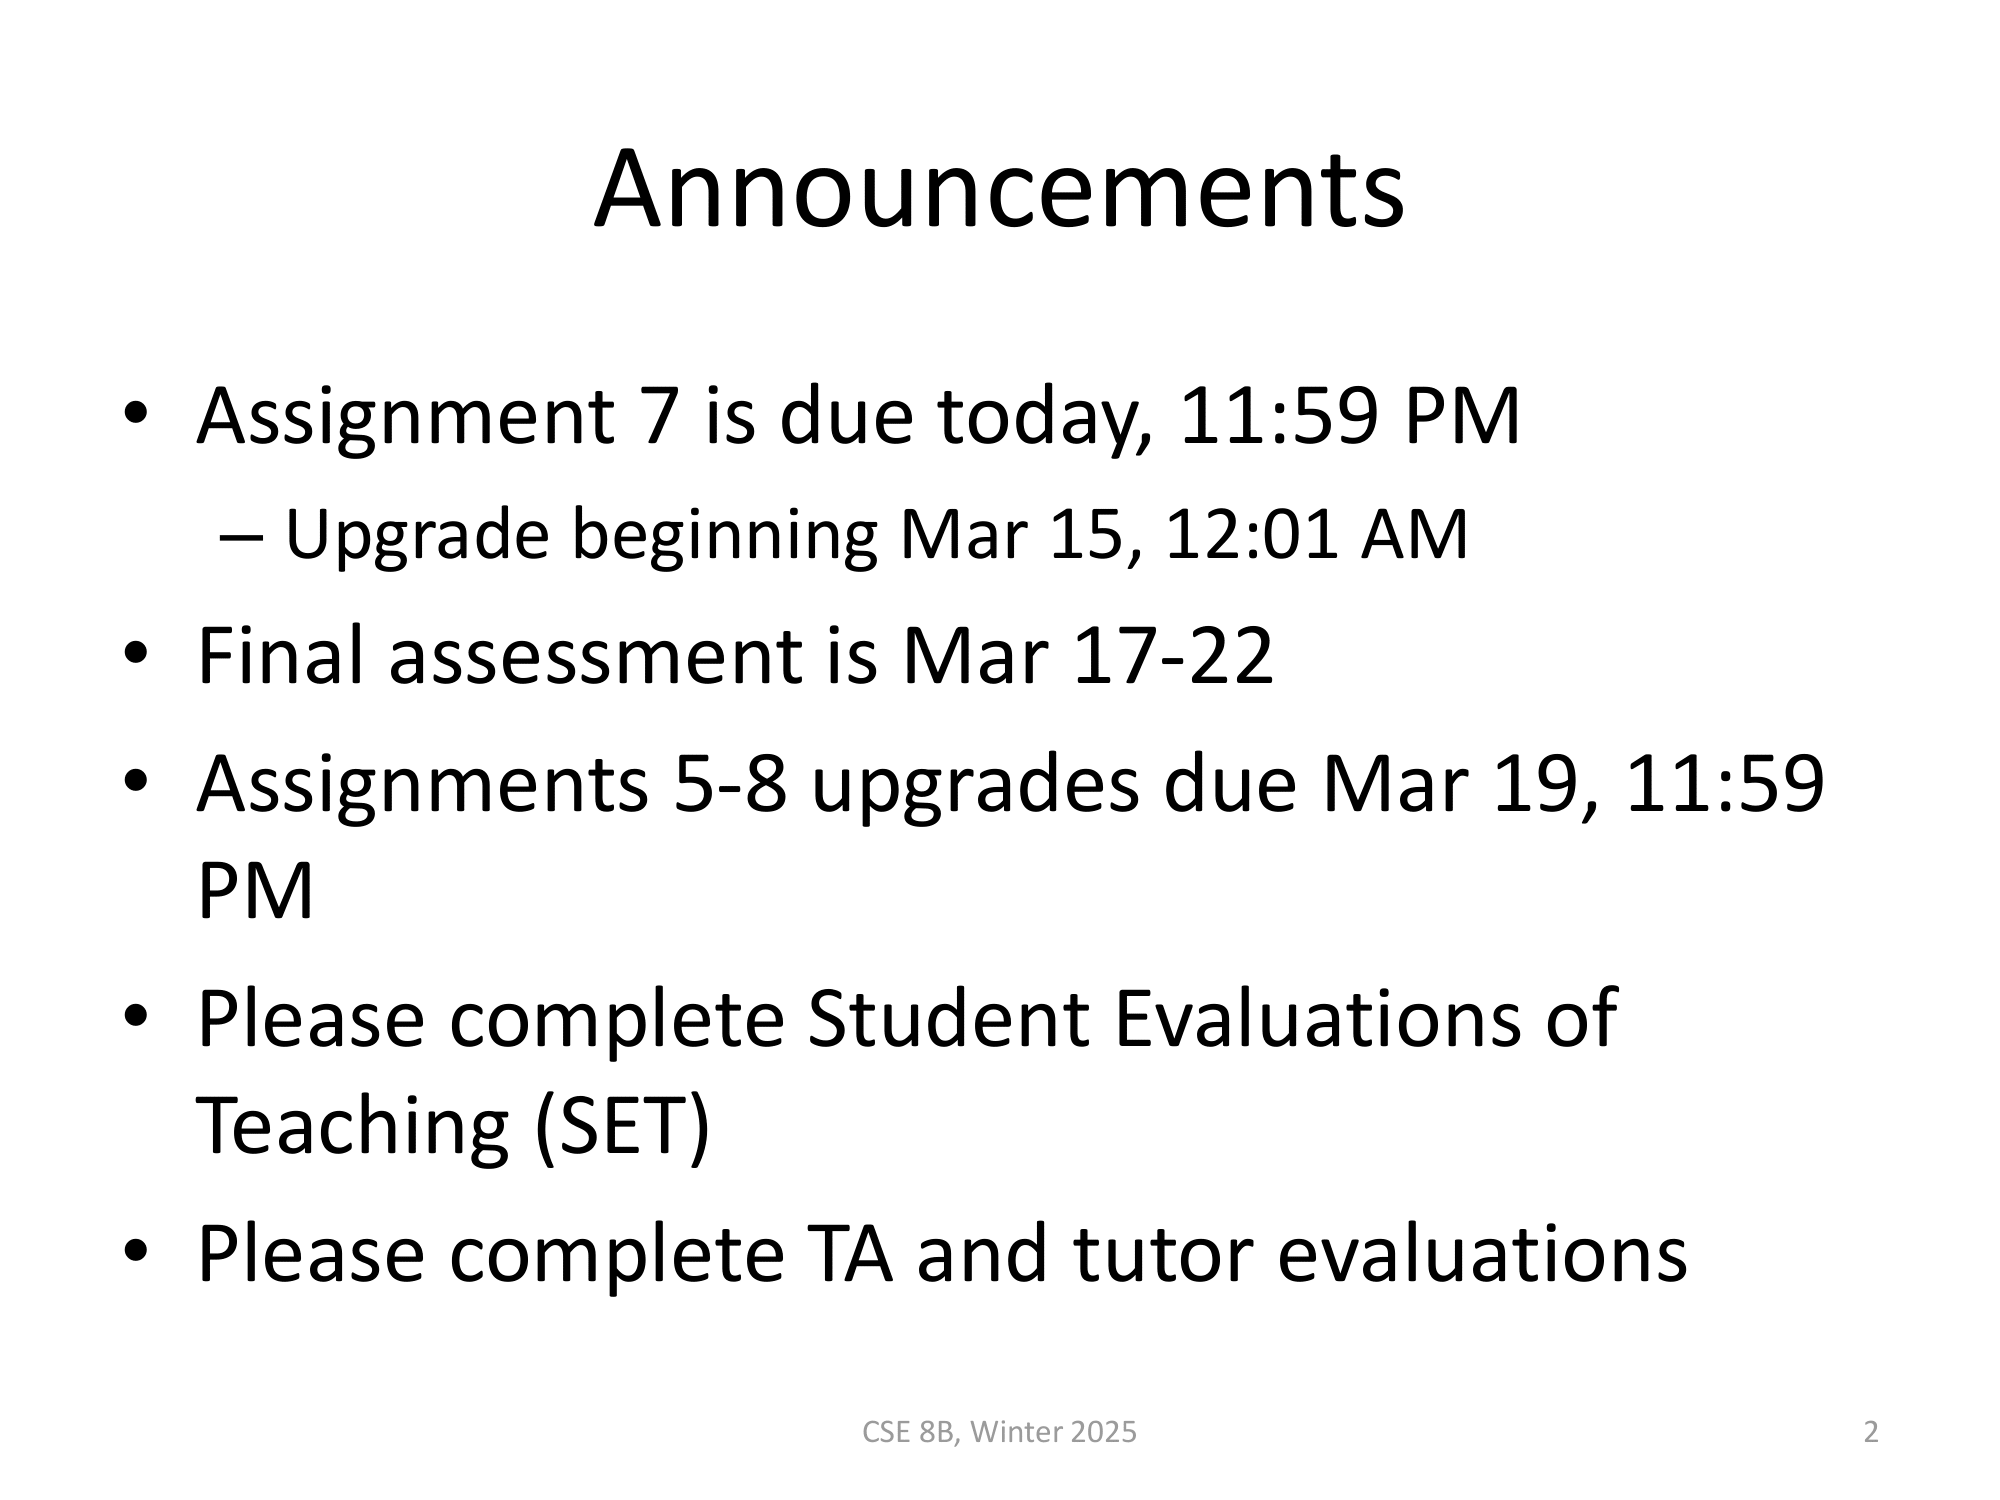 Announcements
• Assignment 7 is due today, 11:59 PM
– Upgrade beginning Mar 15, 12:01 AM
• Final assessment is Mar 17-22
• Assignments 5-8 upgrades due Mar 19, 11:59
PM
• Please complete Student Evaluations of
Teaching (SET)
• Please complete TA and tutor evaluations
CSE 8B, Winter 2025
2